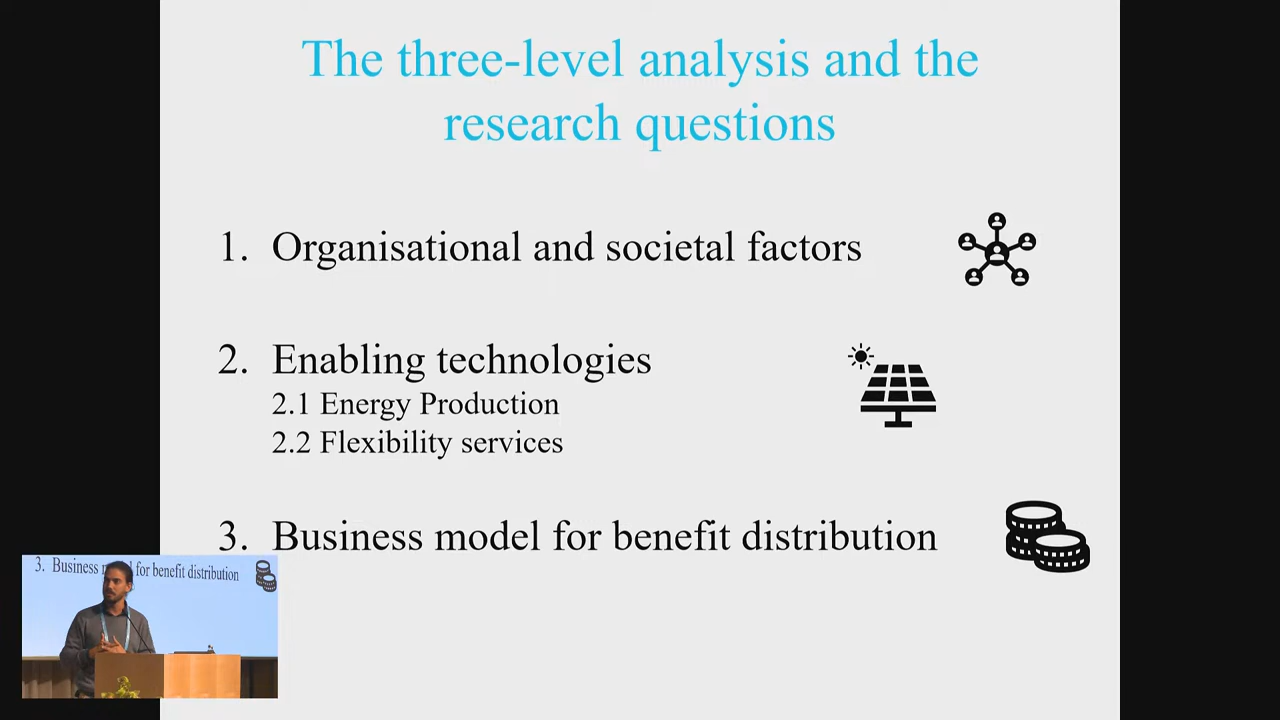 The three-level analysis and the
research questions
1. Organisational and societal factors
2. Enabling technologies
2.1 Energy Production
2.2 Flexibility services
3. Business model for benefit distribution
3. Business model for benefit distribution